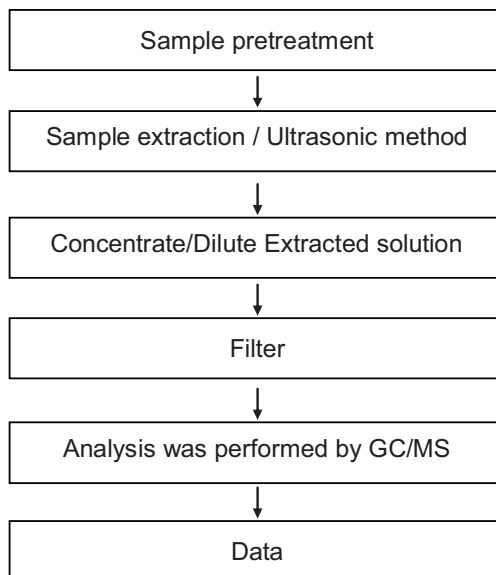 Sample pretreatment
Sample extraction / Ultrasonic method
Concentrate/Dilute Extracted solution
Filter
Analysis was performed by GC/MS
Data